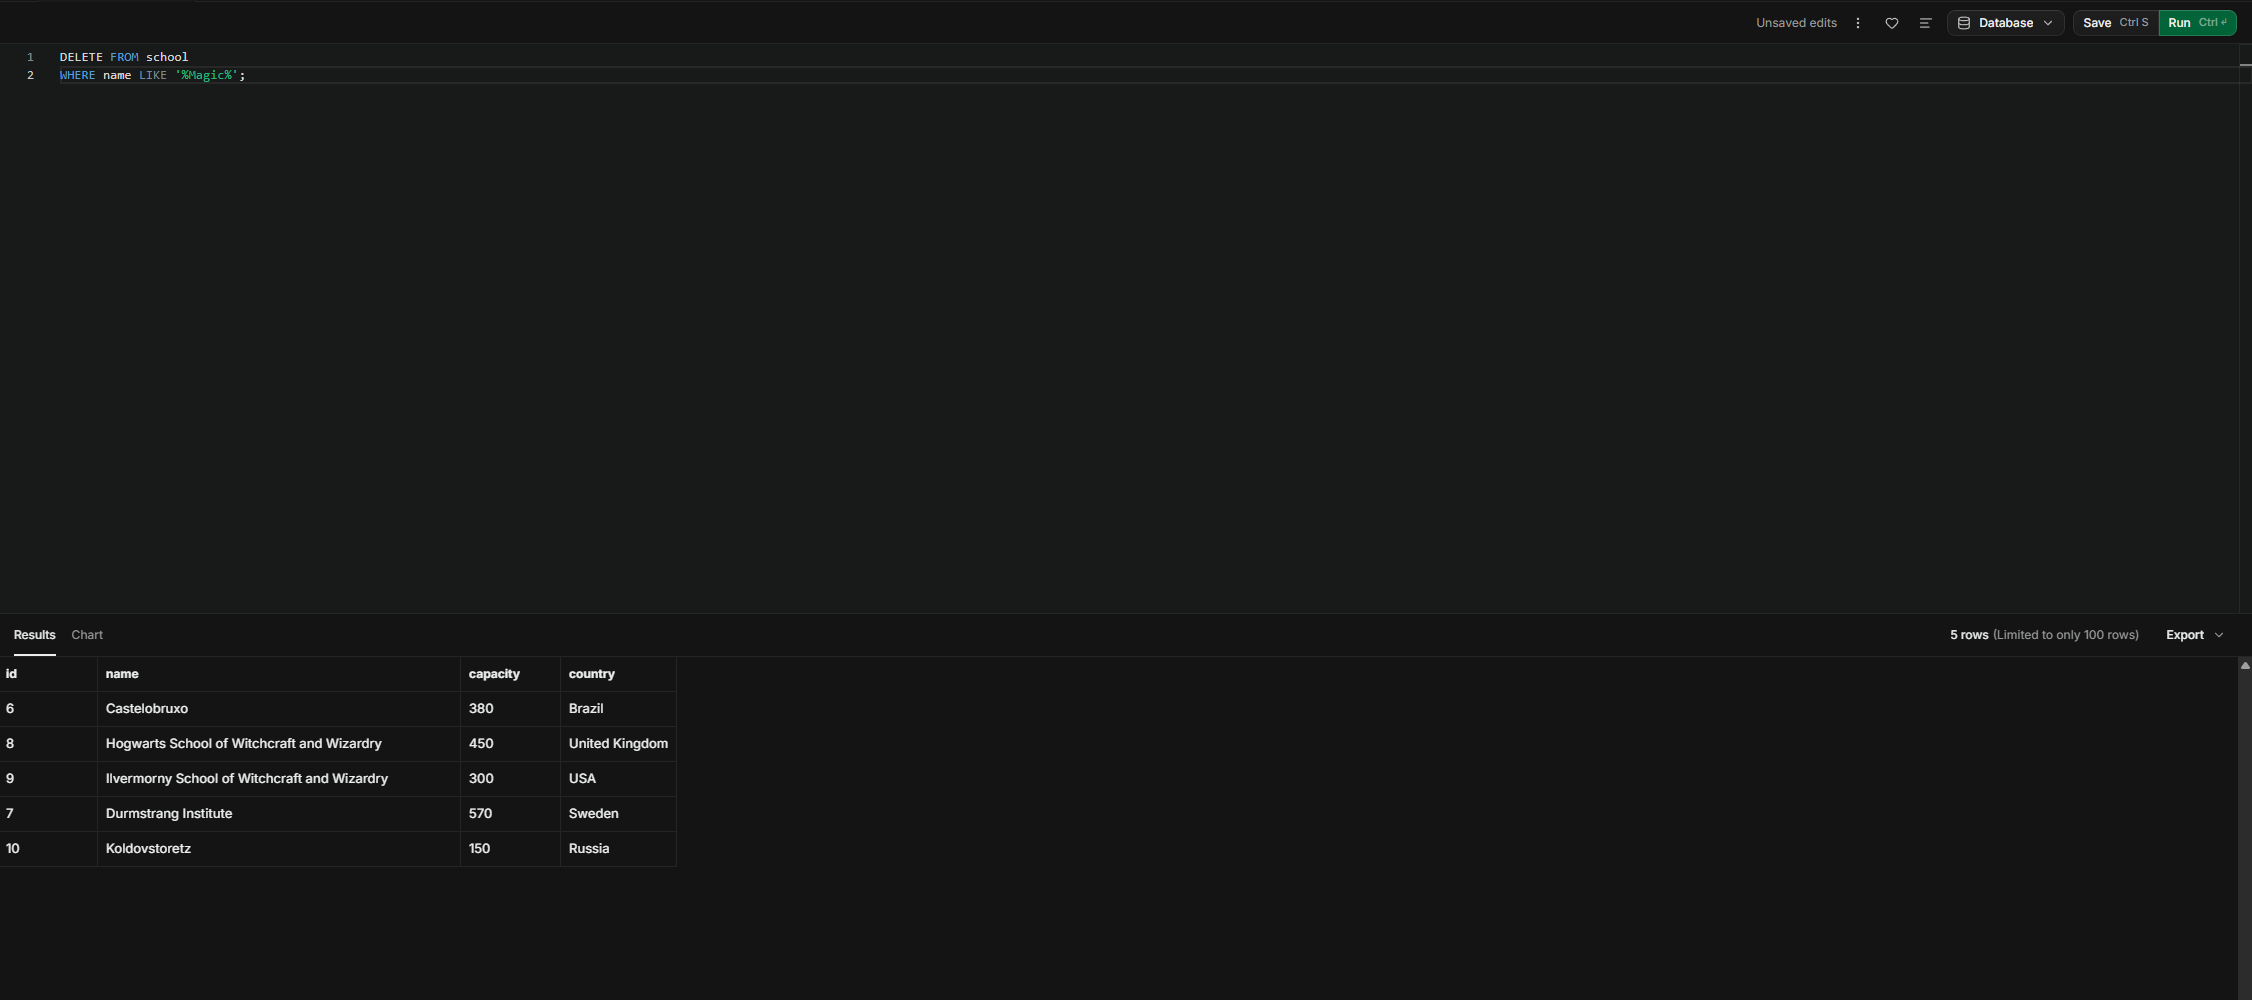 Unsaved edits Database Save Ctrl S Run Ctrl ↵
1 DELETE FROM school
2 WHERE name LIKE '%Magic%';
Results Chart 5 rows (Limited to only 100 rows) Export
id name capacity country
6 Castelobruxo 380 Brazil
8 Hogwarts School of Witchcraft and Wizardry 450 United Kingdom
9 Ilvermorny School of Witchcraft and Wizardry 300 USA
7 Durmstrang Institute 570 Sweden
10 Koldovstoretz 150 Russia